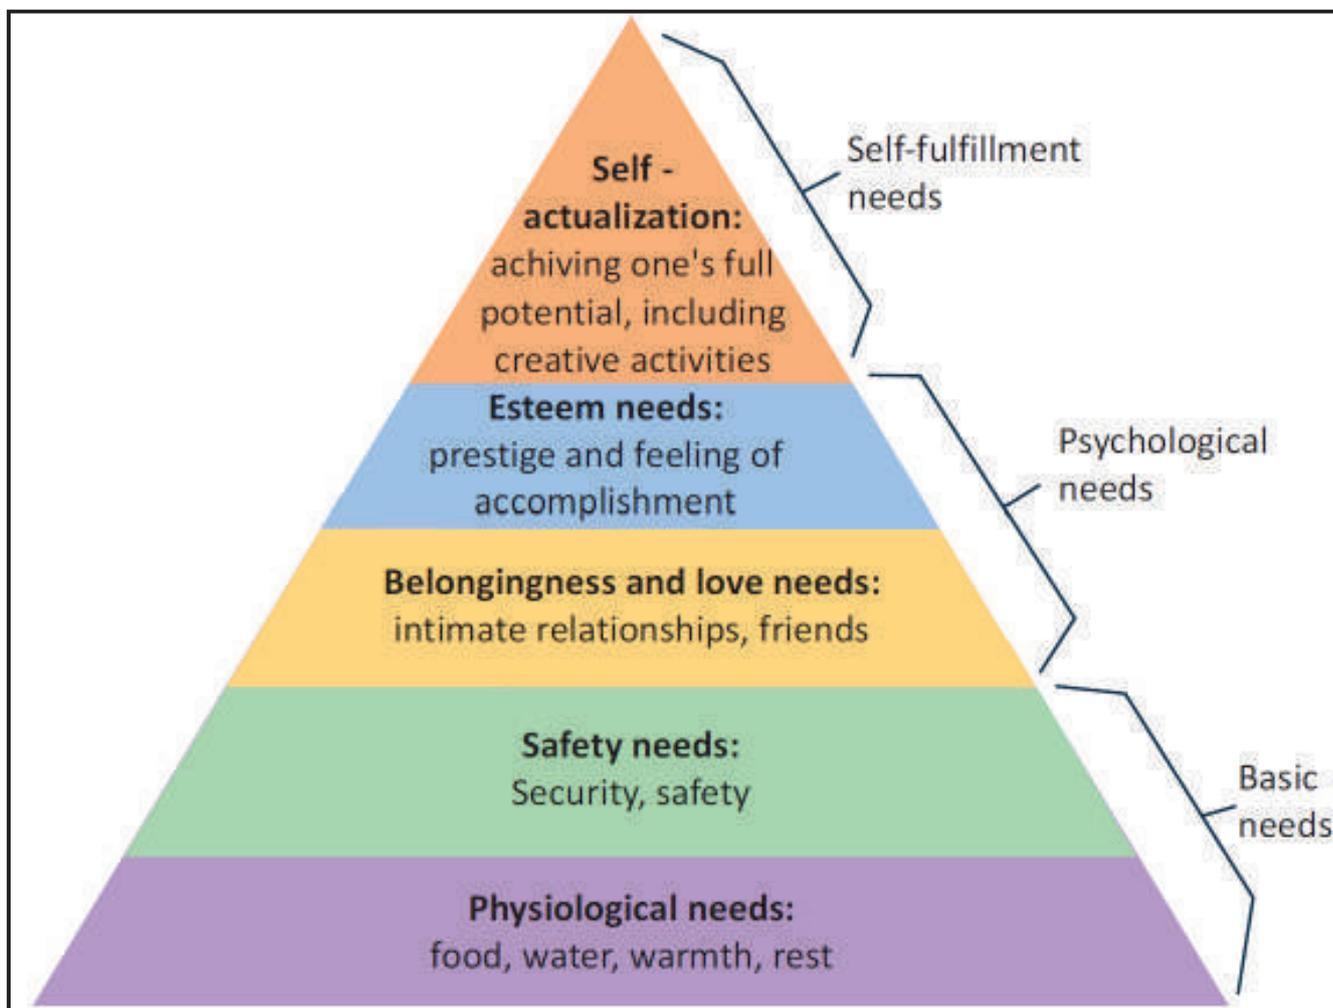 Self -
actualization:
achiving one's full
potential, including
creative activities
Esteem needs:
prestige and feeling of
accomplishment
Belongingness and love needs:
intimate relationships, friends
Safety needs:
Security, safety
Physiological needs:
food, water, warmth, rest
Self-fulfillment
needs
Psychological
needs
Basic
needs